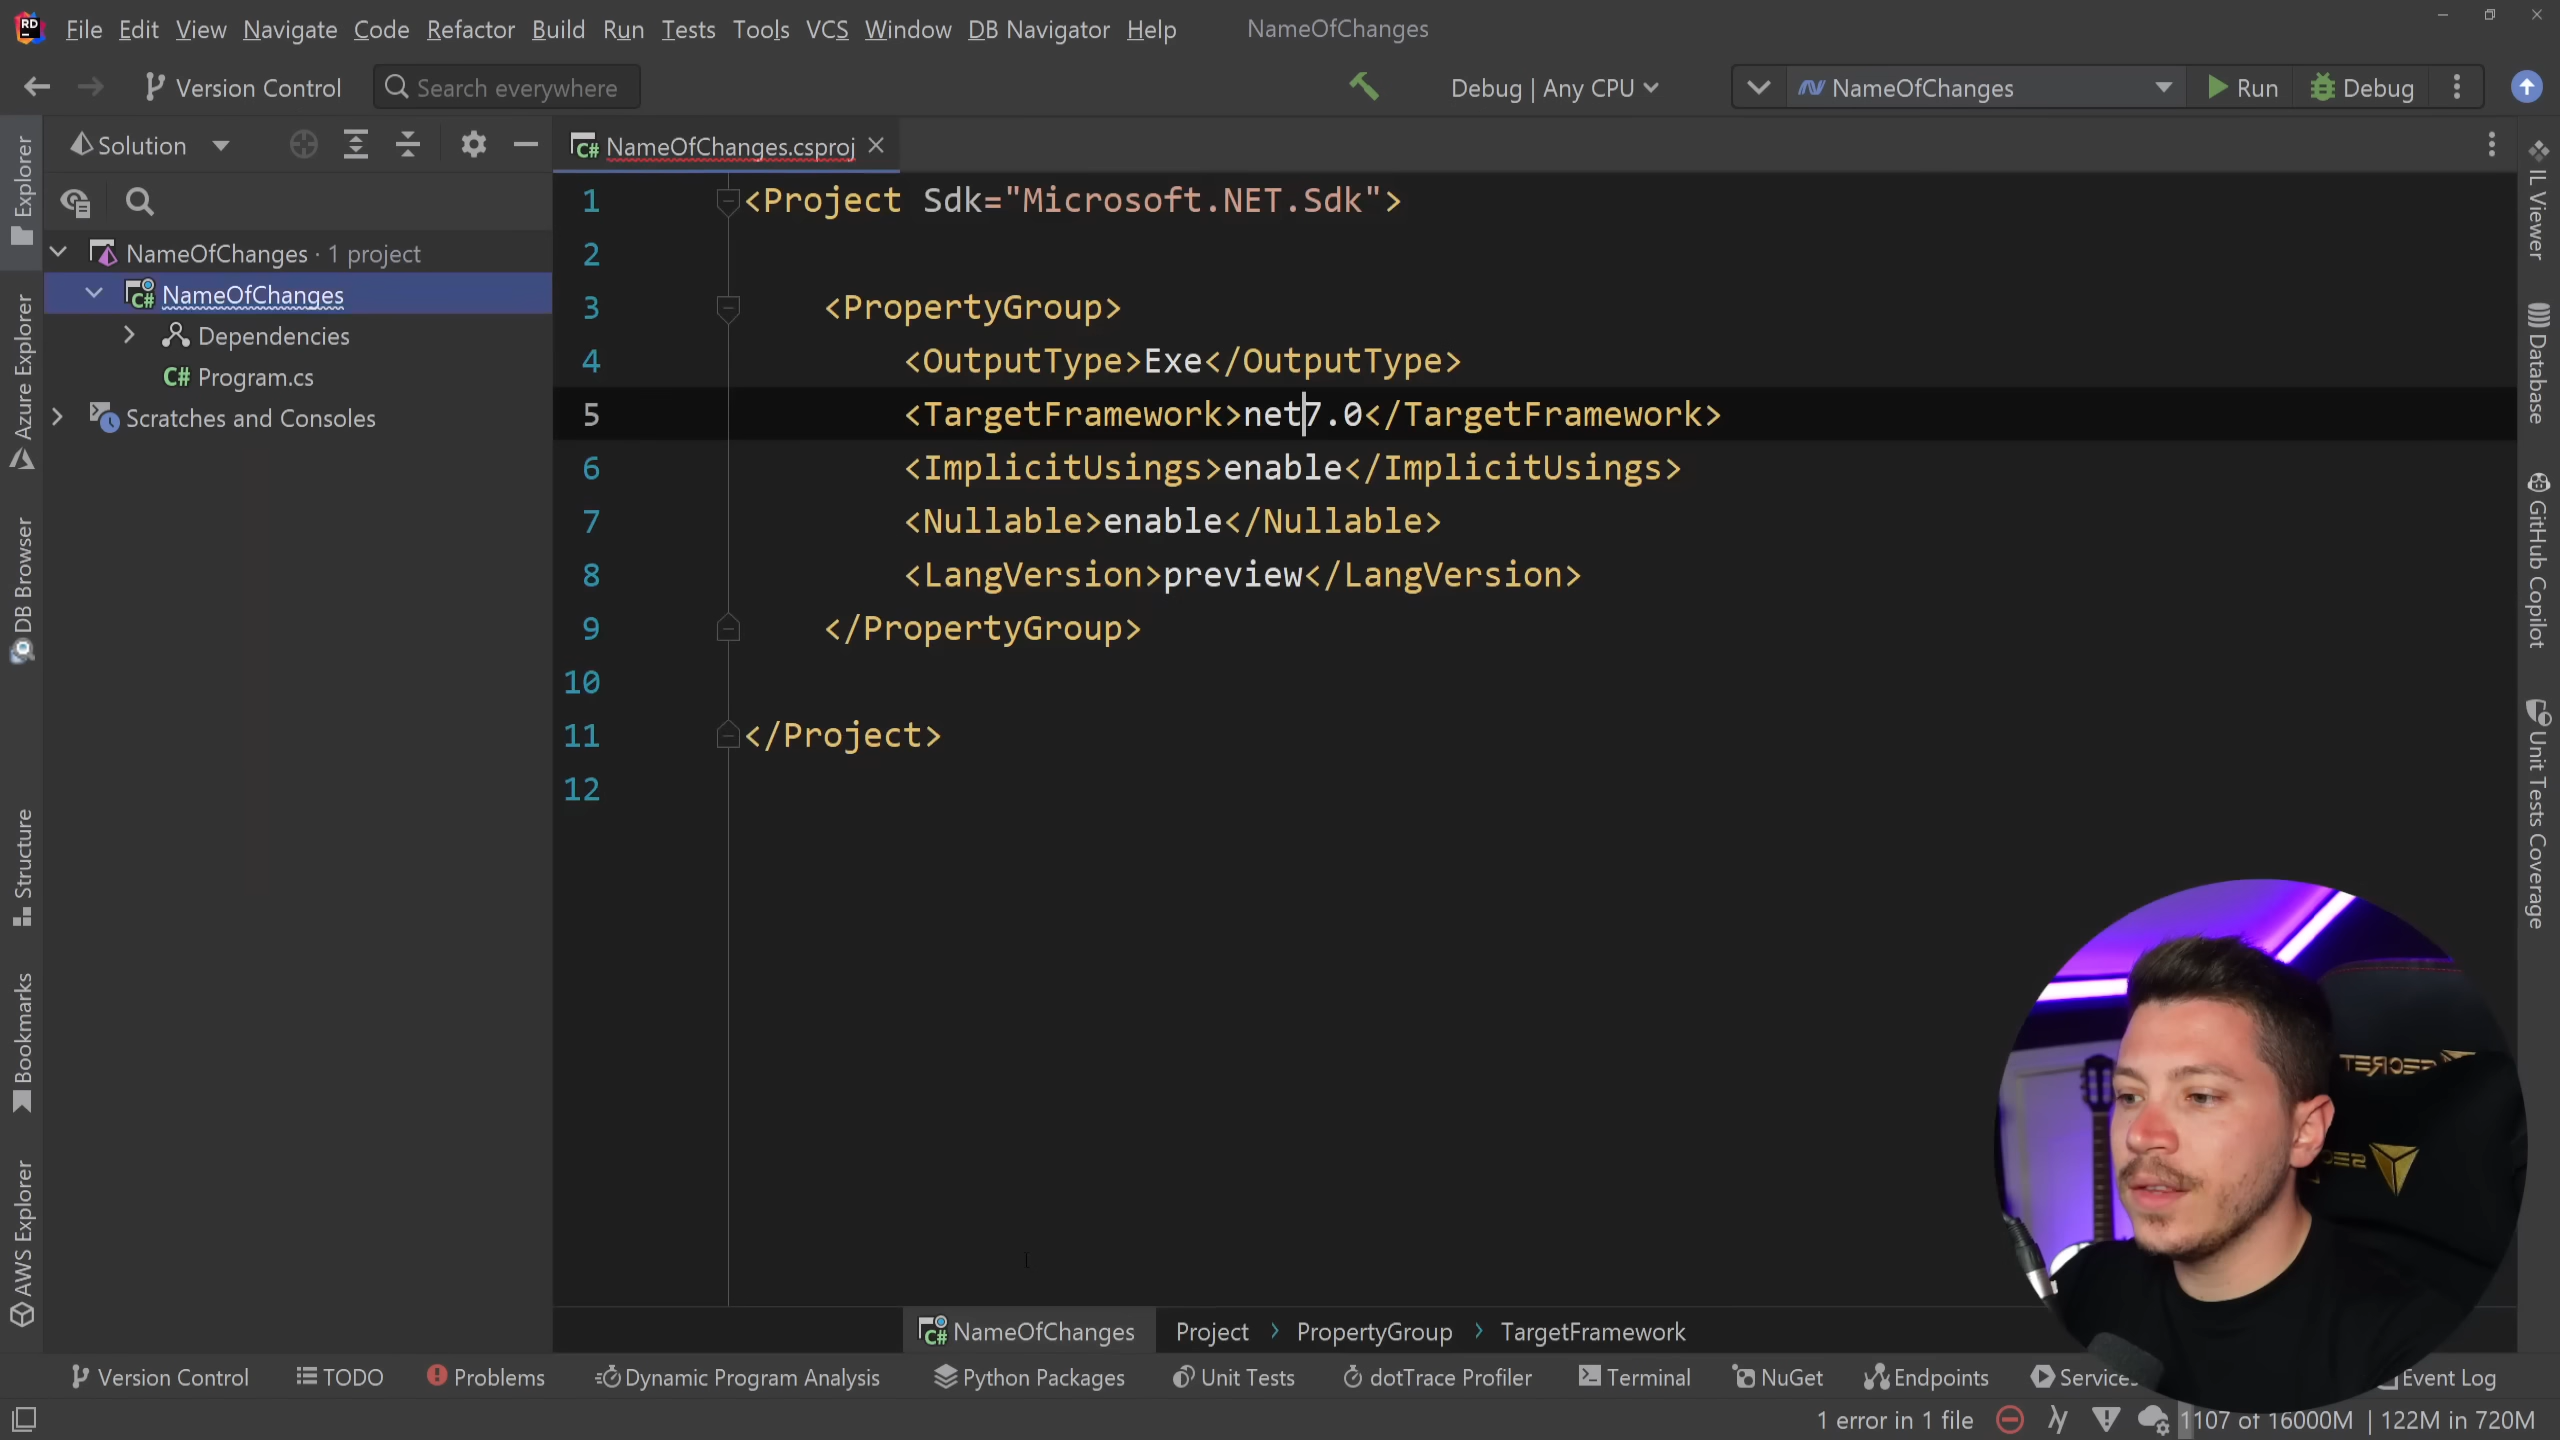 RD File Edit View Navigate Code Refactor Build Run Tests Tools VCS Window DB Navigator Help NameOfChanges
Version Control Search everywhere Debug | Any CPU NameOfChanges Run Debug
Solution
NameOfChanges.csproj
NameOfChanges · 1 project
C# NameOfChanges
Dependencies
C# Program.cs
Scratches and Consoles
1 <Project Sdk="Microsoft.NET.Sdk">
2
3 <PropertyGroup>
4 <OutputType>Exe</OutputType>
5 <TargetFramework>net7.0</TargetFramework>
6 <ImplicitUsings>enable</ImplicitUsings>
7 <Nullable>enable</Nullable>
8 <LangVersion>preview</LangVersion>
9 </PropertyGroup>
10
11 </Project>
12
Explorer
Azure Explorer
DB Browser
Structure
Bookmarks
AWS Explorer
IL Viewer
Database
GitHub Copilot
Unit Tests Coverage
C# NameOfChanges Project > PropertyGroup > TargetFramework
Version Control TODO Problems Dynamic Program Analysis Python Packages Unit Tests dotTrace Profiler Terminal NuGet Endpoints Services Event Log
1 error in 1 file 1107 of 16000M | 122M in 720M